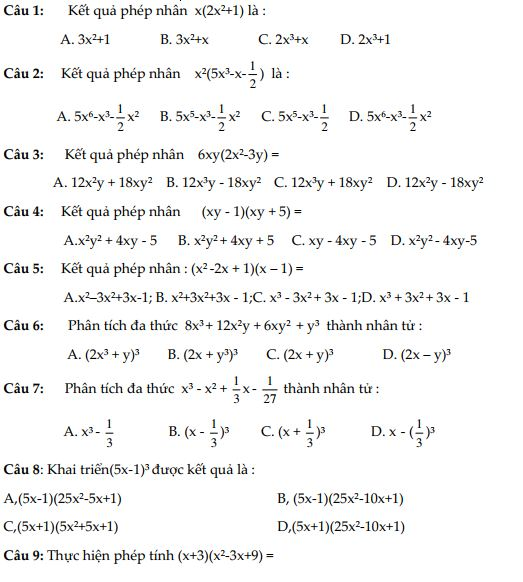 Câu 1: Kết quả phép nhân x(2x²+1) là :
A. 3x²+1 B. 3x²+x C. 2x³+x D. 2x³+1
Câu 2: Kết quả phép nhân x²(5x³-x-1/2) là :
A. 5x⁶-x³-1/2x² B. 5x⁵-x³-1/2x² C. 5x⁵-x³-1/2 D. 5x⁶-x³-1/2x²
Câu 3: Kết quả phép nhân 6xy(2x²-3y) =
A. 12x²y + 18xy² B. 12x³y - 18xy² C. 12x³y + 18xy² D. 12x²y - 18xy²
Câu 4: Kết quả phép nhân (xy - 1)(xy + 5) =
A.x²y² + 4xy - 5 B. x²y² + 4xy + 5 C. xy - 4xy - 5 D. x²y² - 4xy-5
Câu 5: Kết quả phép nhân : (x² -2x + 1)(x – 1) =
A.x²–3x²+3x-1; B. x²+3x²+3x - 1;C. x³ - 3x² + 3x - 1;D. x³ + 3x² + 3x - 1
Câu 6: Phân tích đa thức 8x³ + 12x²y + 6xy² + y³ thành nhân tử :
A. (2x³ + y)³ B. (2x + y³)³ C. (2x + y)³ D. (2x – y)³
Câu 7: Phân tích đa thức x³ - x² + 1/3x - 1/27 thành nhân tử :
A. x³ - 1/3 B. (x - 1/3)³ C. (x + 1/3)³ D. x - (1/3)³
Câu 8: Khai triển(5x-1)³ được kết quả là :
A,(5x-1)(25x²-5x+1) B, (5x-1)(25x²-10x+1)
C,(5x+1)(5x²+5x+1) D,(5x+1)(25x²-10x+1)
Câu 9: Thực hiện phép tính (x+3)(x²-3x+9) =